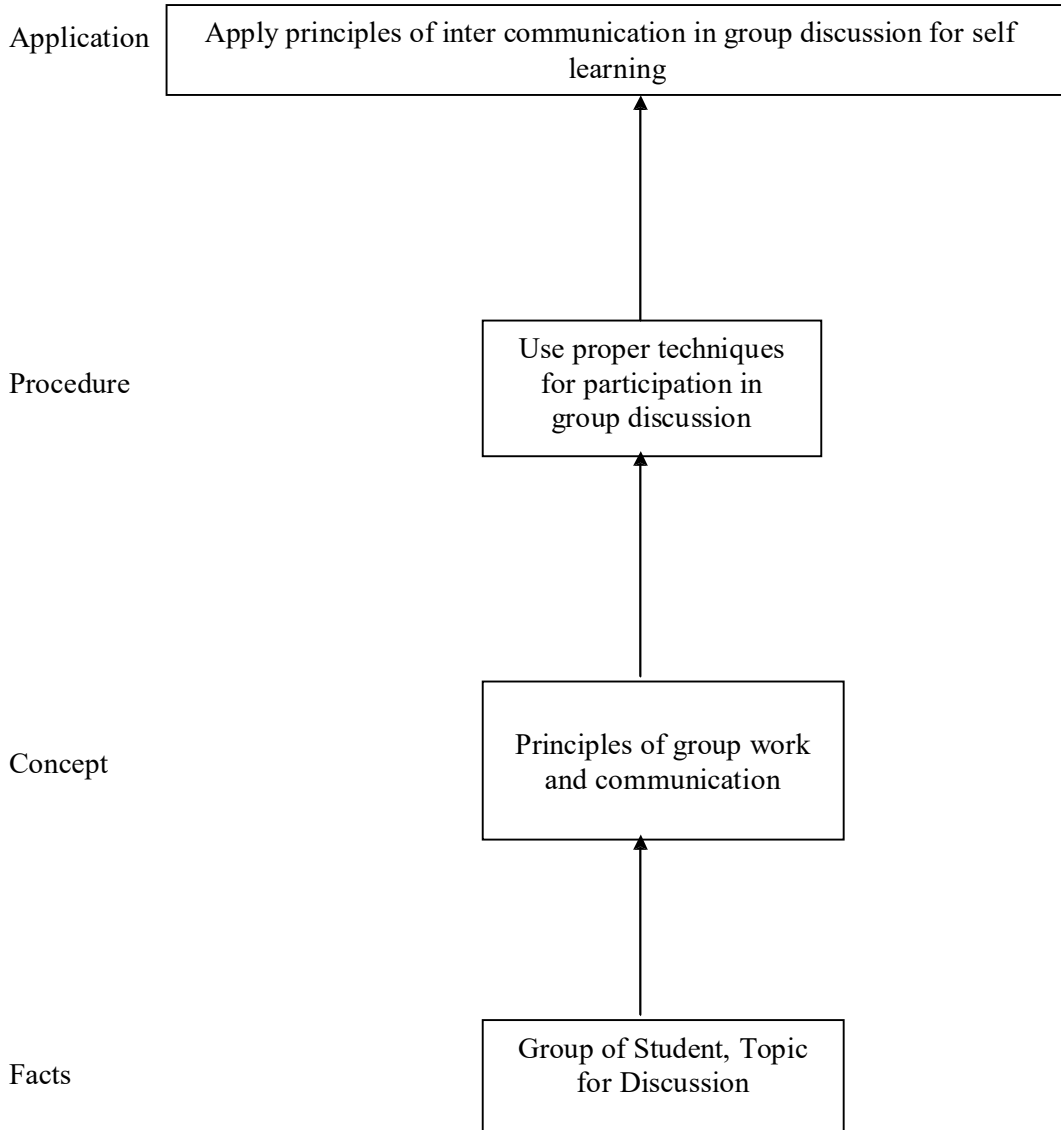 Application
Apply principles of inter communication in group discussion for self
learning
Procedure
Use proper techniques
for participation in
group discussion
Concept
Principles of group work
and communication
Facts
Group of Student, Topic
for Discussion